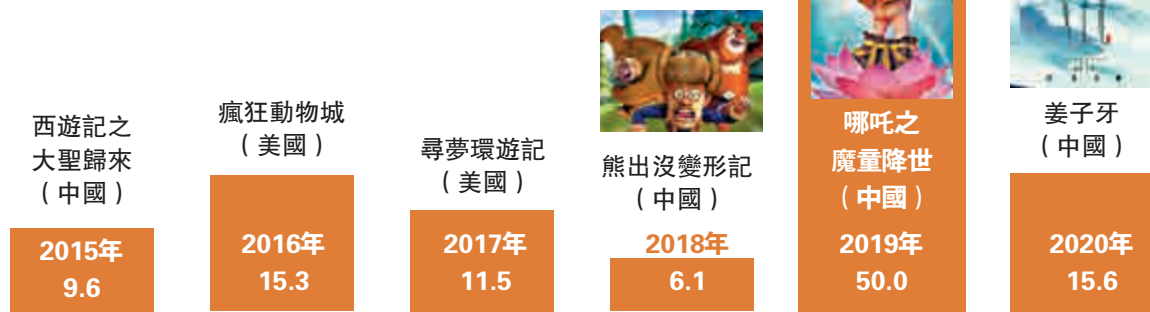 西遊記之
大聖歸來
（中國）
2015年
9.6
瘋狂動物城
（美國）
2016年
15.3
尋夢環遊記
（美國）
2017年
11.5
熊出沒變形記
（中國）
2018年
6.1
哪吒之
魔童降世
（中國）
2019年
50.0
姜子牙
（中國）
2020年
15.6